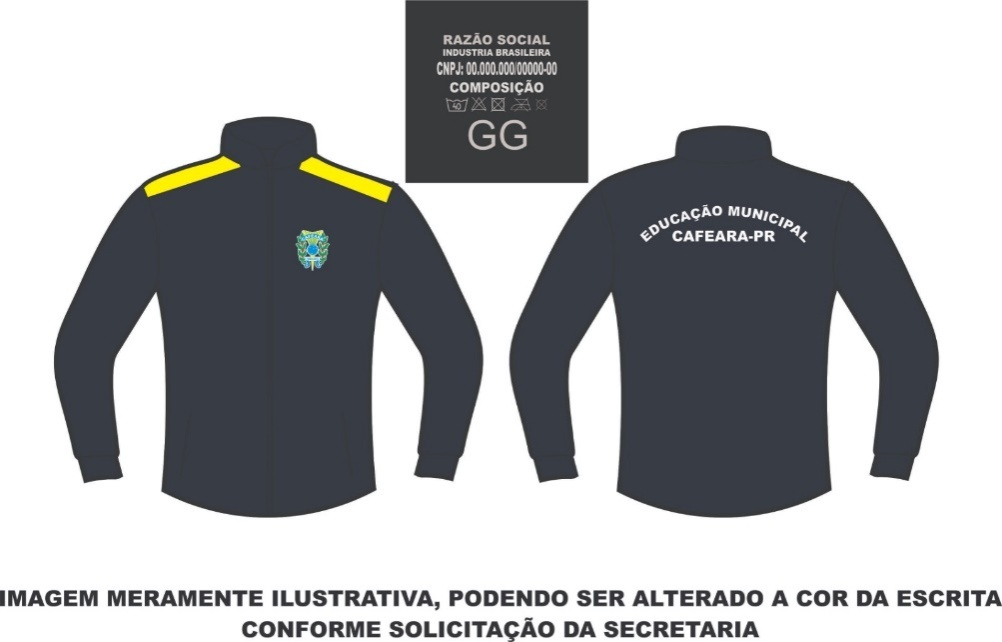 RAZÃO SOCIAL
INDUSTRIA BRASILEIRA
CNPJ: 00.000.000/00000-00
COMPOSIÇÃO
40
GG
EDUCAÇÃO MUNICIPAL
CAFEARA-PR
IMAGEM MERAMENTE ILUSTRATIVA, PODENDO SER ALTERADO A COR DA ESCRITA
CONFORME SOLICITAÇÃO DA SECRETARIA